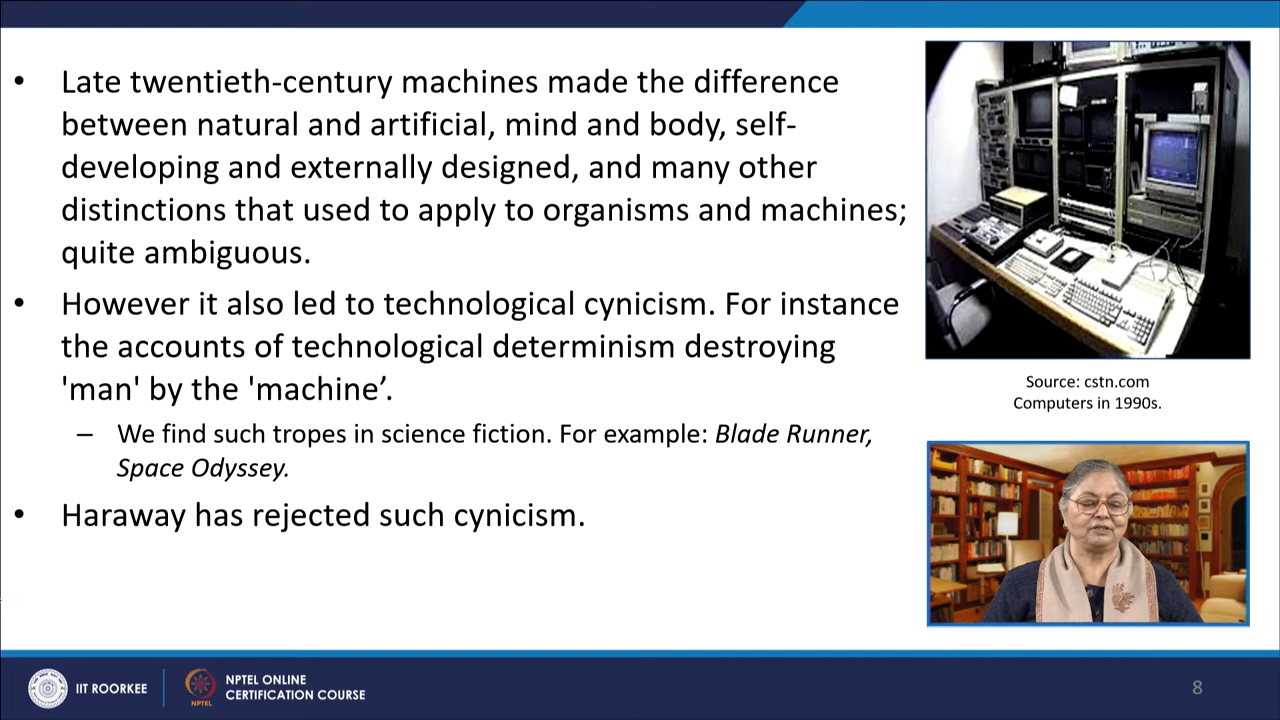 • Late twentieth-century machines made the difference
between natural and artificial, mind and body, self-
developing and externally designed, and many other
distinctions that used to apply to organisms and machines;
quite ambiguous.
• However it also led to technological cynicism. For instance
the accounts of technological determinism destroying
'man' by the 'machine’.
– We find such tropes in science fiction. For example: Blade Runner,
Space Odyssey.
• Haraway has rejected such cynicism.
Source: cstn.com
Computers in 1990s.
IIT ROORKEE
NPTEL
NPTEL ONLINE
CERTIFICATION COURSE
8